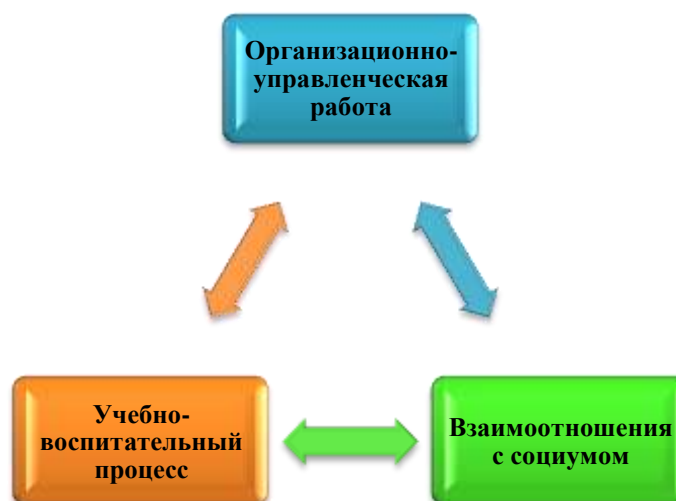 Организационно-
управленческая
работа
Учебно-
воспитательный
процесс
Взаимоотношения
с социумом